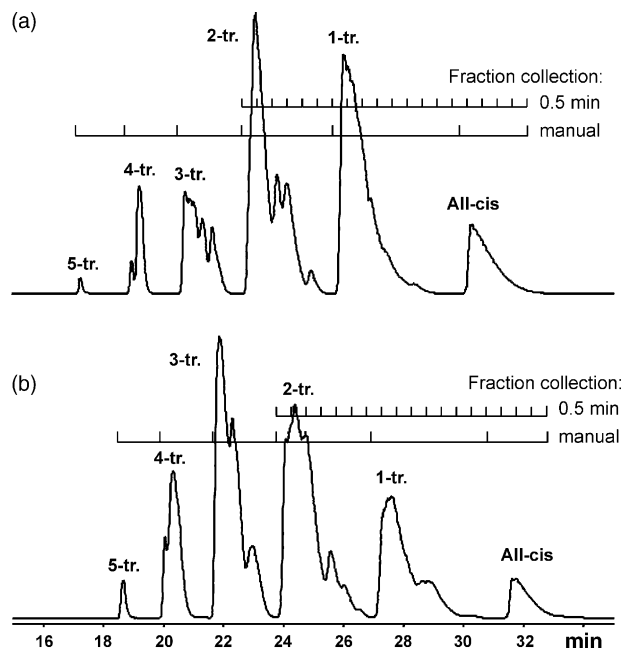 (a)
2-tr.
1-tr.
Fraction collection:
0.5 min
manual
4-tr.
3-tr.
All-cis
5-tr.
(b)
3-tr.
2-tr.
Fraction collection:
0.5 min
manual
4-tr.
1-tr.
5-tr.
All-cis
16 18 20 22 24 26 28 30 32 min